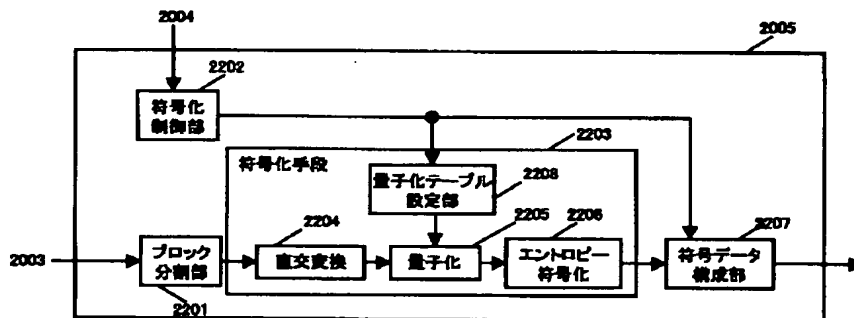 2004
2005
2202
符号化
制御部
2203
符号化手段
量子化テーブル
設定部
2208
2204
2205
2206
2207
2003
ブロック
分割部
直交変換
量子化
エントロピー
符号化
符号データ
構成部
2201